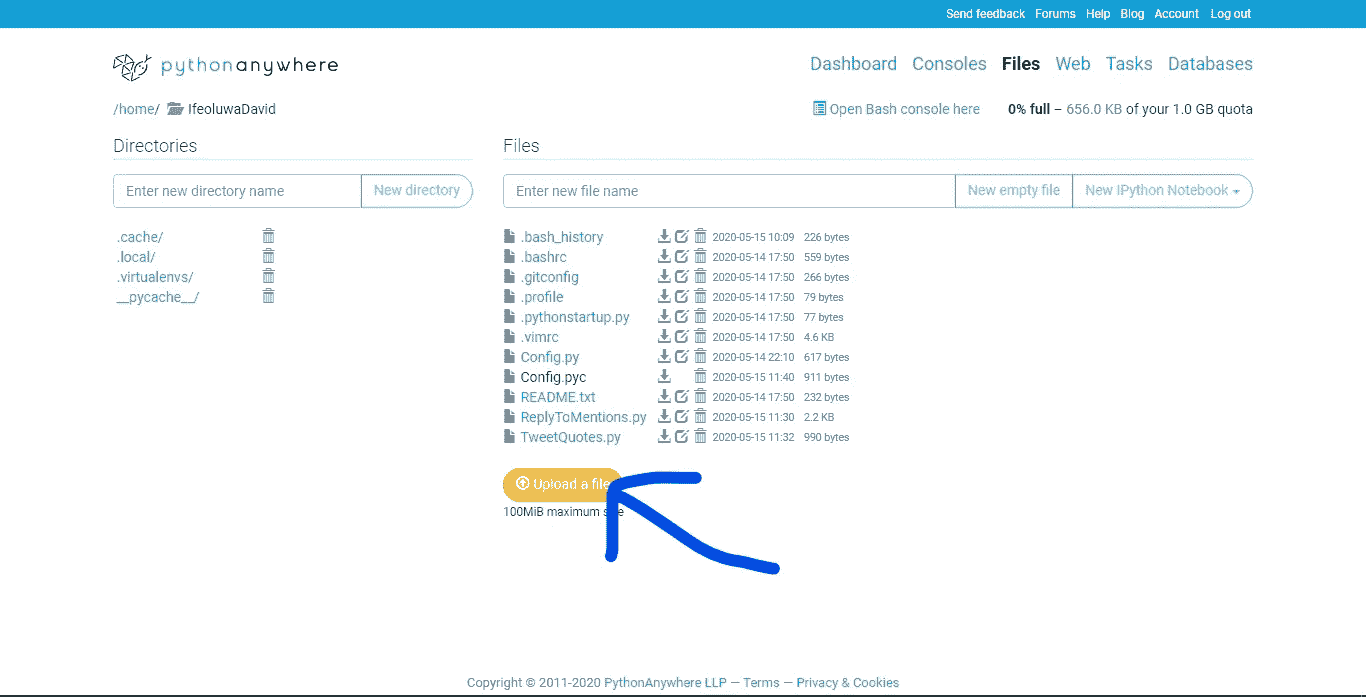 Send feedback Forums Help Blog Account Log out
pythonanywhere
Dashboard Consoles Files Web Tasks Databases
/home/ IfeoluwaDavid
Open Bash console here 0% full – 656.0 KB of your 1.0 GB quota
Directories
Enter new directory name New directory
.cache/
.local/
.virtualenvs/
__pycache__/
Files
Enter new file name New empty file New IPython Notebook
.bash_history 2020-05-15 10:09 226 bytes
.bashrc 2020-05-14 17:50 559 bytes
.gitconfig 2020-05-14 17:50 266 bytes
.profile 2020-05-14 17:50 79 bytes
.pythonstartup.py 2020-05-14 17:50 77 bytes
.vimrc 2020-05-14 17:50 4.6 KB
Config.py 2020-05-14 22:10 617 bytes
Config.pyc 2020-05-15 11:40 911 bytes
README.txt 2020-05-14 17:50 232 bytes
ReplyToMentions.py 2020-05-15 11:30 2.2 KB
TweetQuotes.py 2020-05-15 11:32 990 bytes
Upload a file
100MiB maximum
Copyright © 2011-2020 PythonAnywhere LLP — Terms — Privacy & Cookies